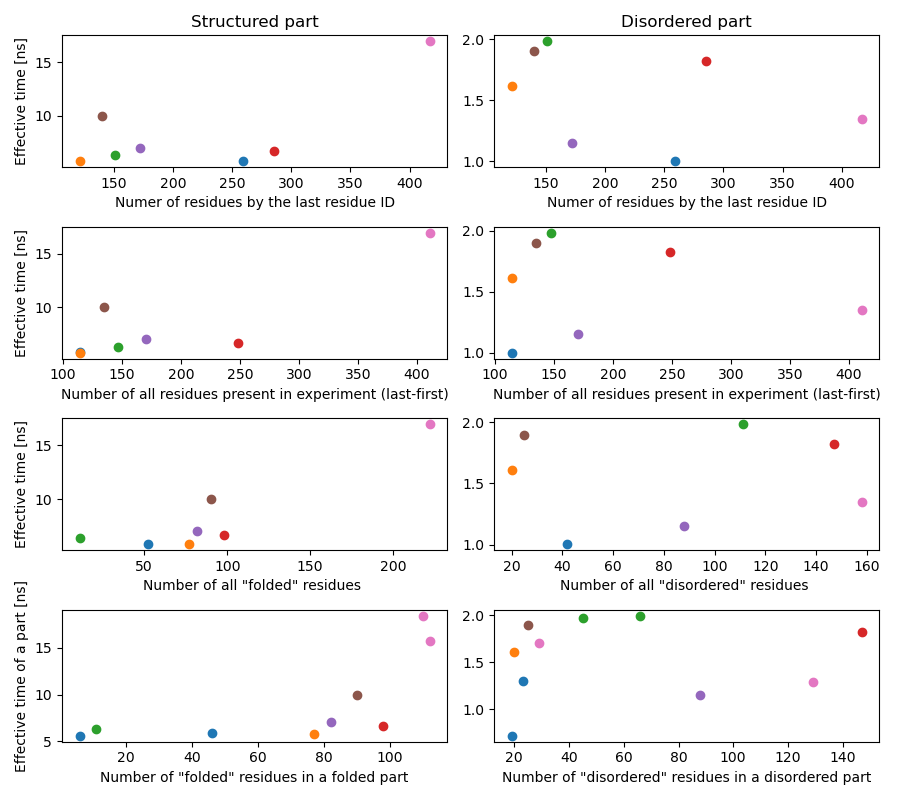 Structured part
Disordered part
Effective time [ns]
15
10
2.0
1.5
1.0
150 200 250 300 350 400
150 200 250 300 350 400
Numer of residues by the last residue ID
Numer of residues by the last residue ID
Effective time [ns]
15
10
2.0
1.5
1.0
100 150 200 250 300 350 400
100 150 200 250 300 350 400
Number of all residues present in experiment (last-first)
Number of all residues present in experiment (last-first)
Effective time [ns]
15
10
2.0
1.5
1.0
50 100 150 200
20 40 60 80 100 120 140 160
Number of all "folded" residues
Number of all "disordered" residues
Effective time of a part [ns]
15
10
5
2.0
1.5
1.0
20 40 60 80 100
20 40 60 80 100 120 140
Number of "folded" residues in a folded part
Number of "disordered" residues in a disordered part